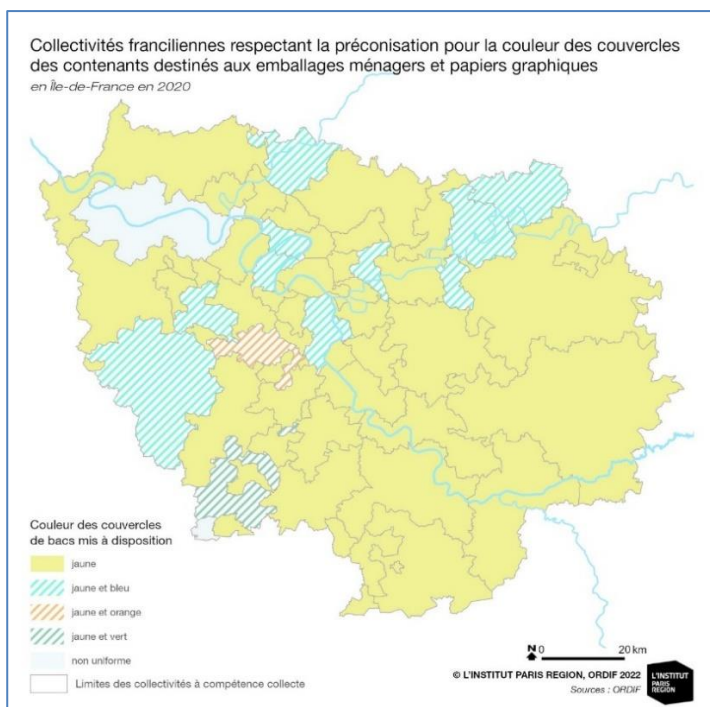 Collectivités franciliennes respectant la préconisation pour la couleur des couvercles
des contenants destinés aux emballages ménagers et papiers graphiques
en Île-de-France en 2020
Couleur des couvercles
de bacs mis à disposition
jaune
jaune et bleu
jaune et orange
jaune et vert
non uniforme
Limites des collectivités à compétence collecte
N 0 20 km
© L'INSTITUT PARIS REGION, ORDIF 2022
Sources : ORDIF
L'INSTITUT
PARIS
REGION